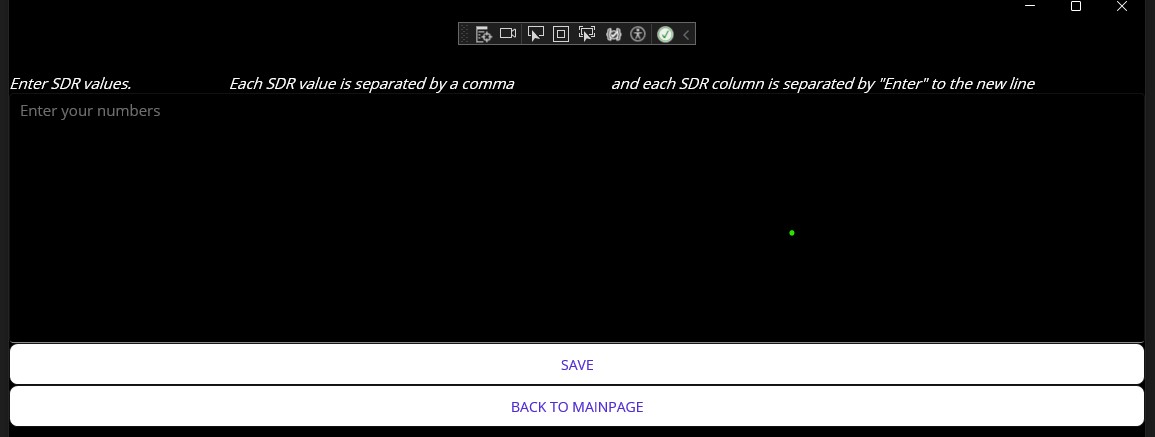 Enter SDR values. Each SDR value is separated by a comma and each SDR column is separated by "Enter" to the new line
Enter your numbers
SAVE
BACK TO MAINPAGE